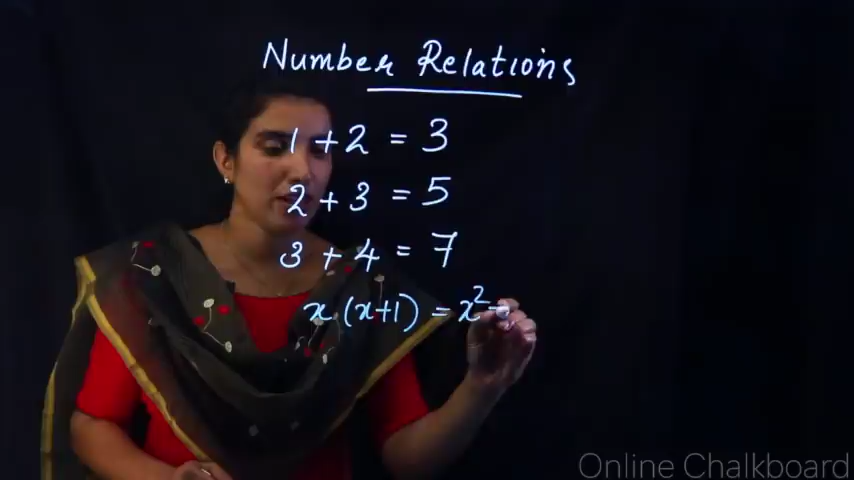 Number Relations
1 + 2 = 3
2 + 3 = 5
3 + 4 = 7
x (x+1) = x² –
Online Chalkboard